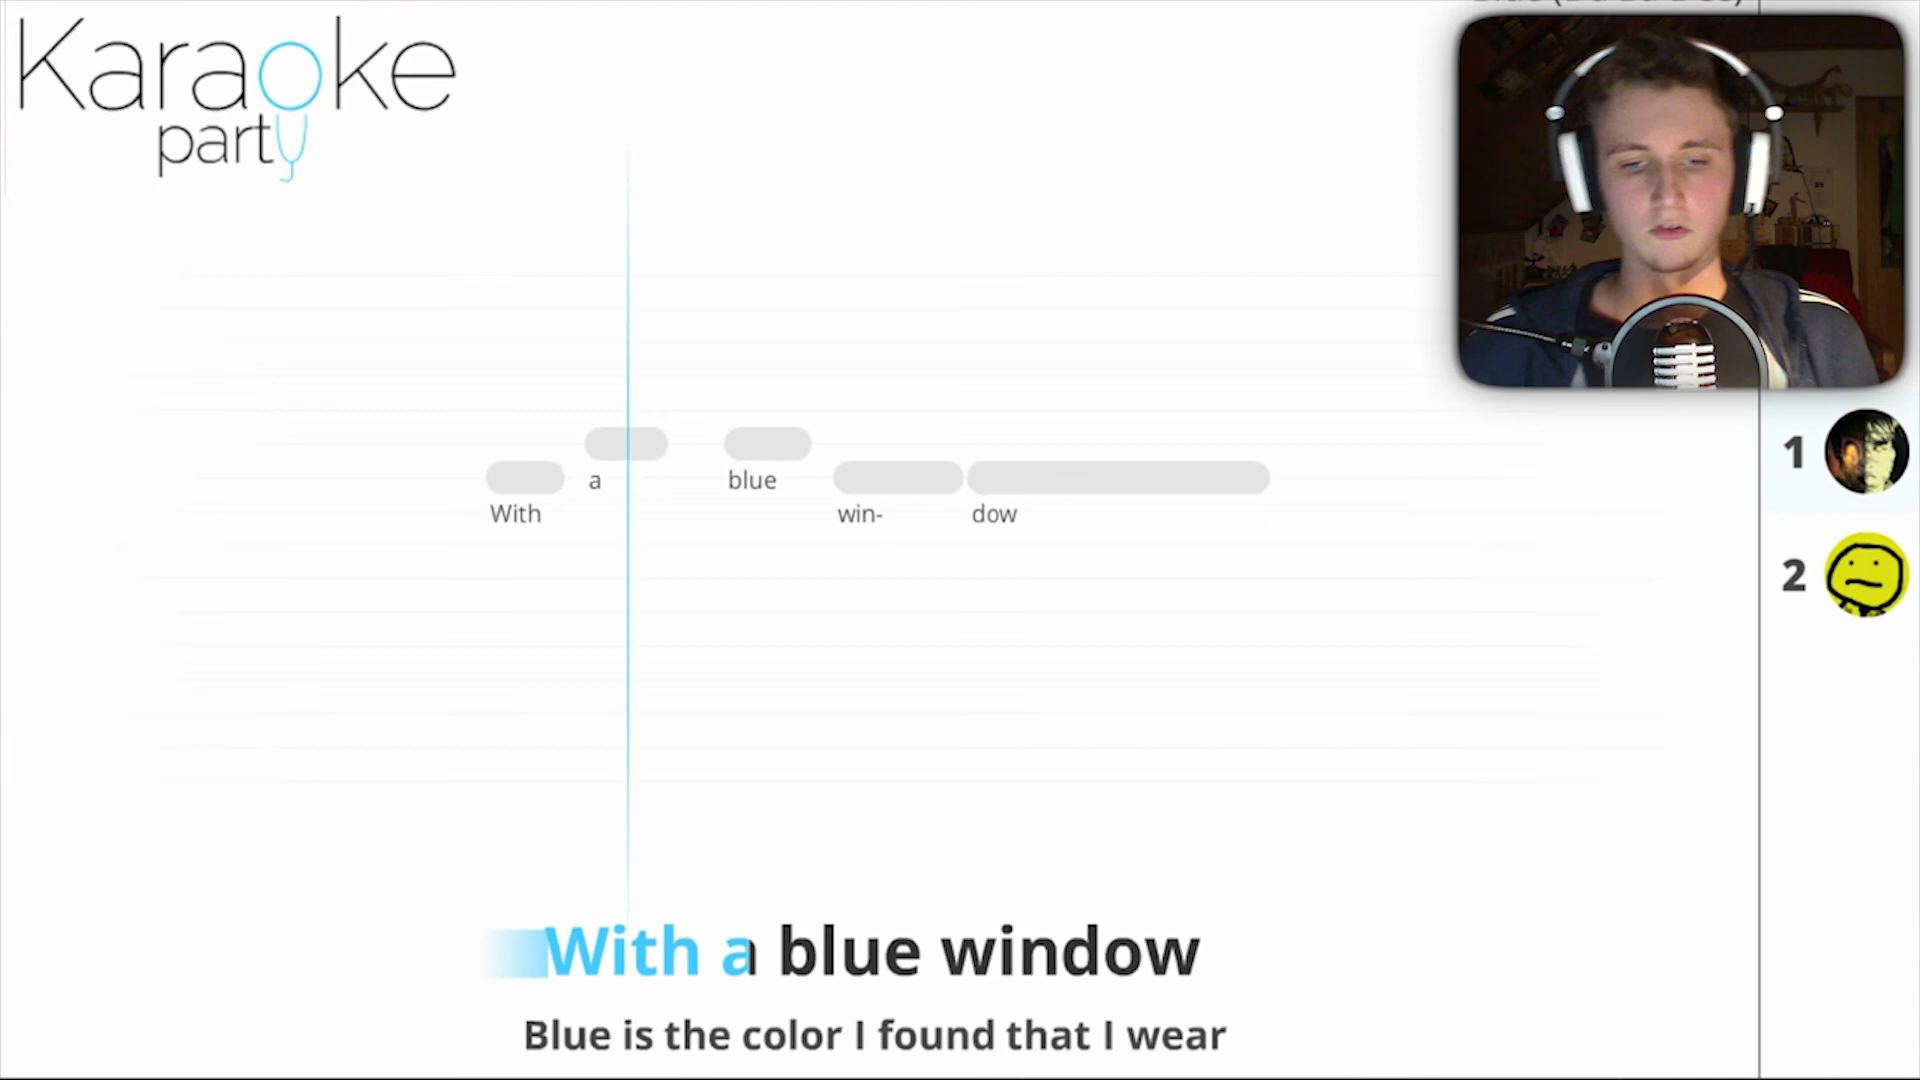 Karaoke
party
With
a
blue
win-
dow
1
2
With a blue window
Blue is the color I found that I wear